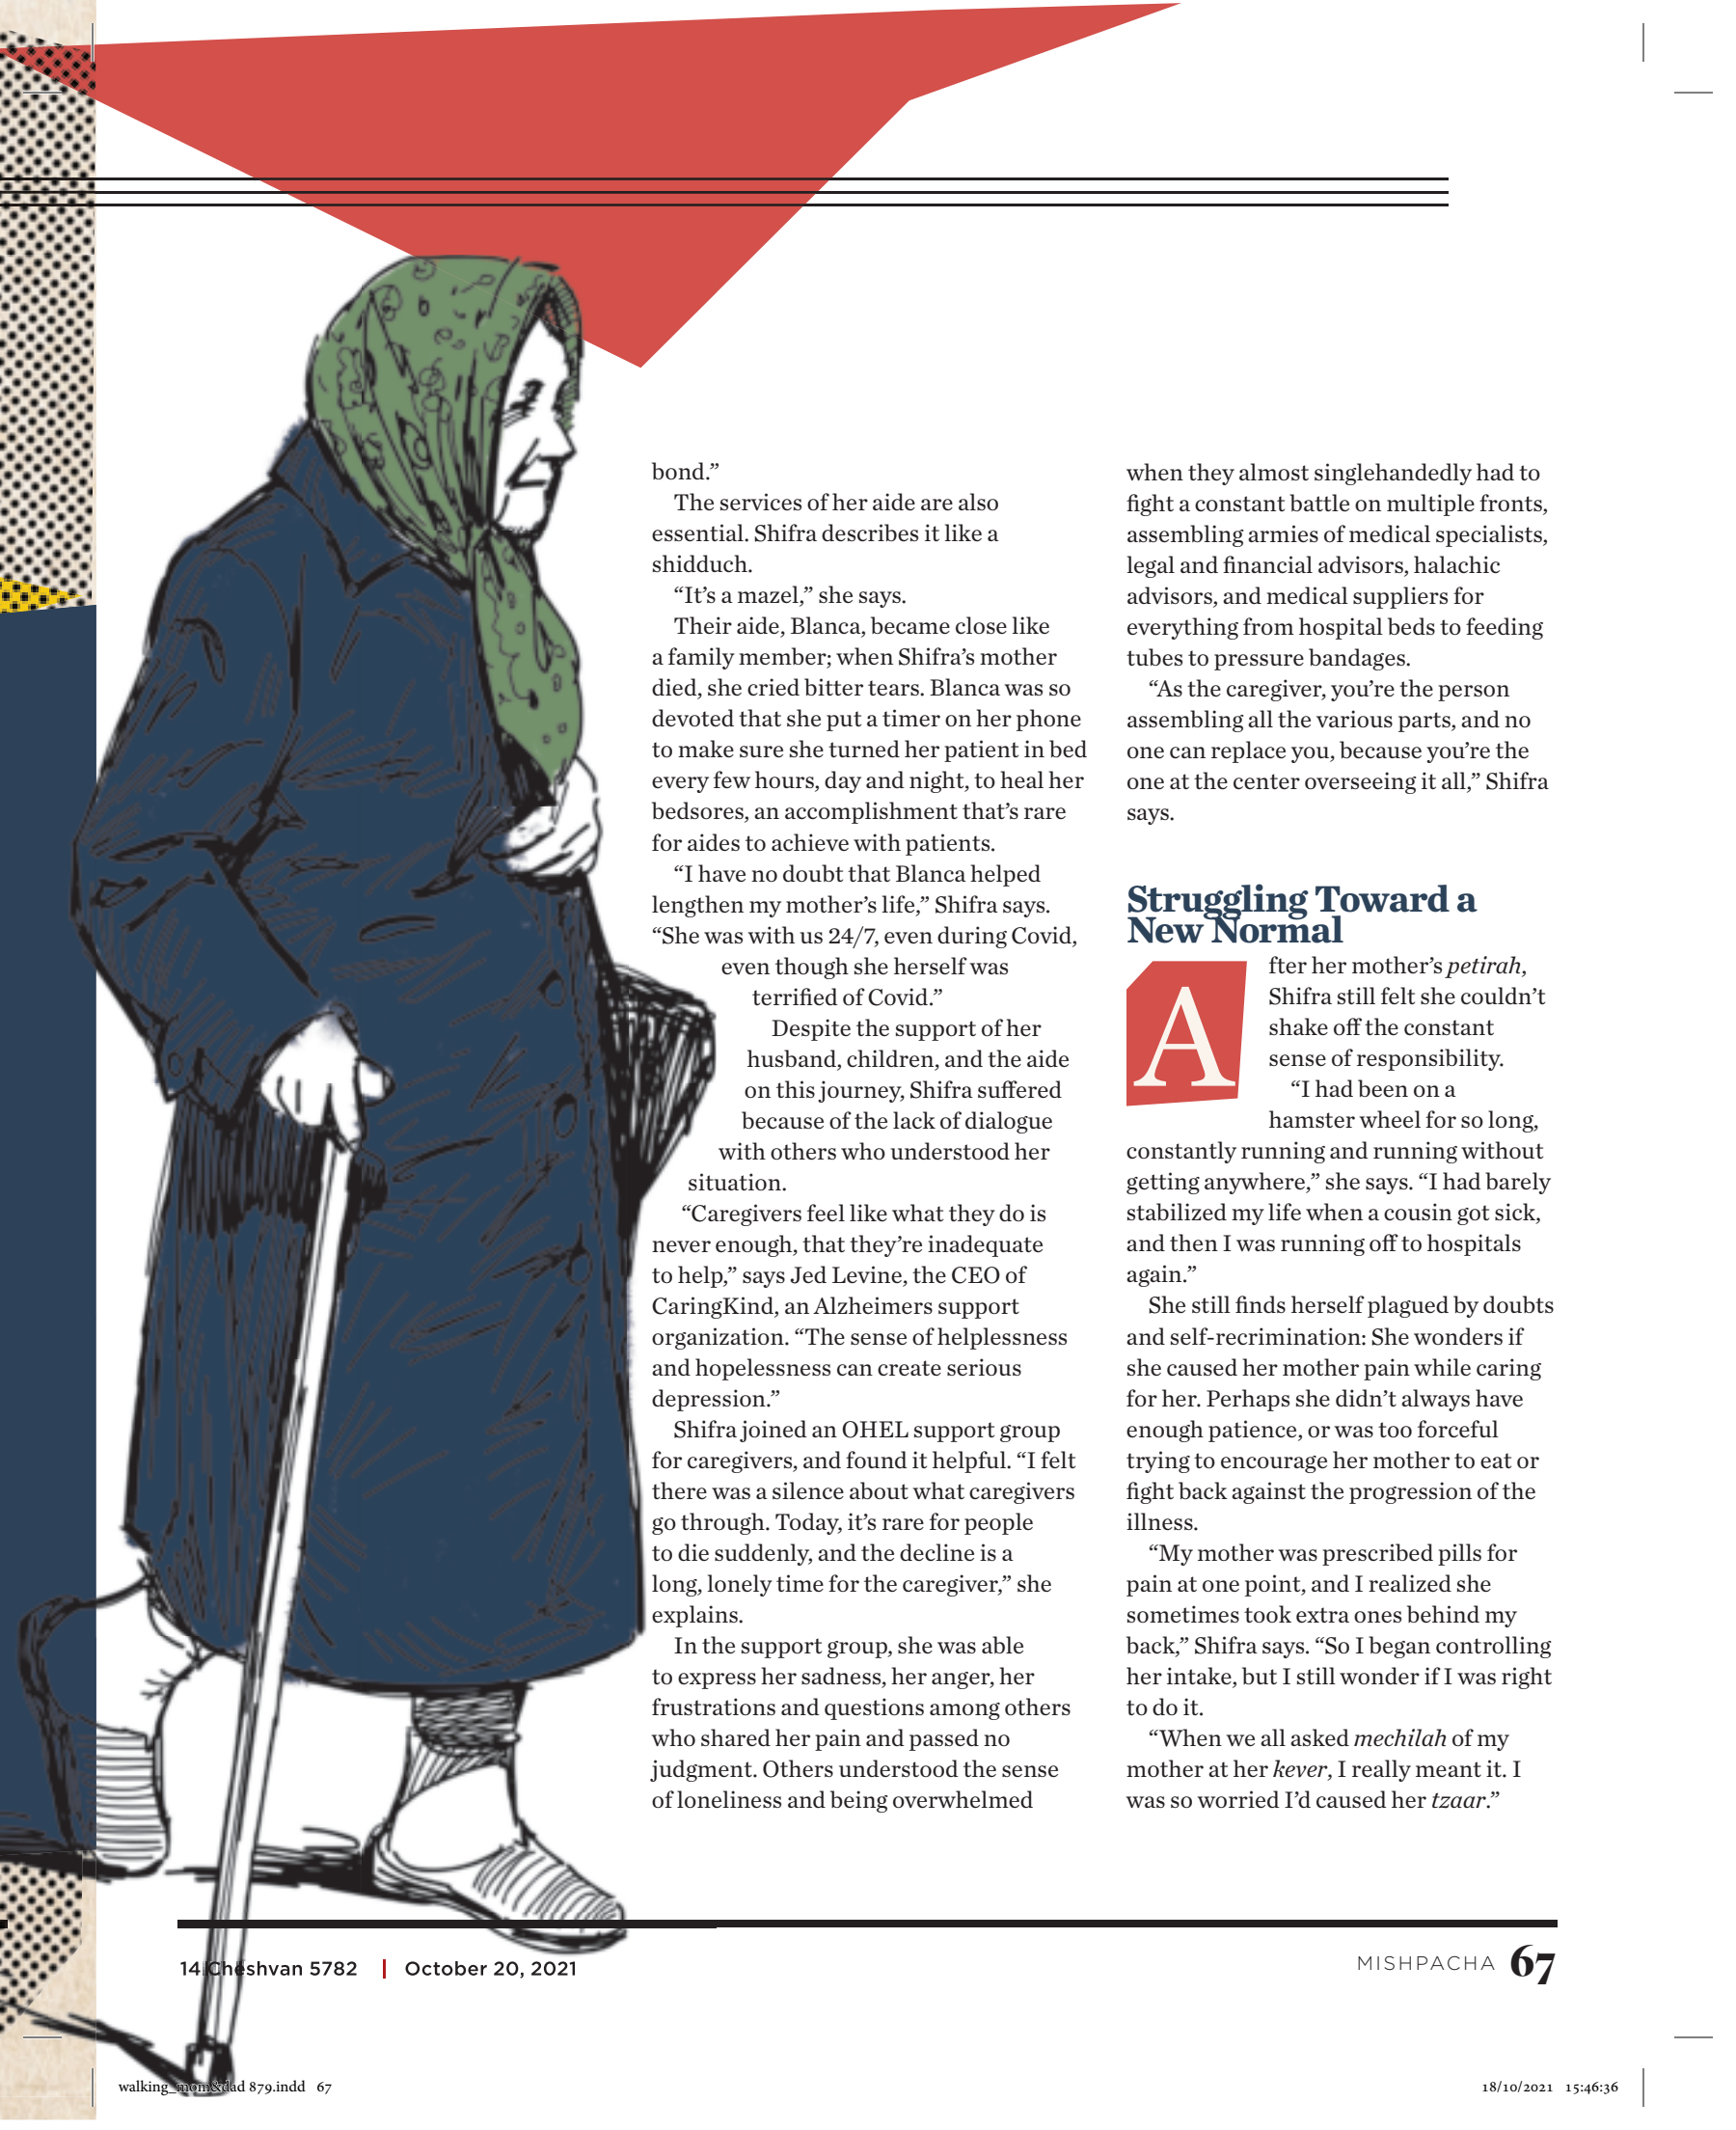 bond.”
The services of her aide are also
essential. Shifra describes it like a
shidduch.
“It’s a mazel,” she says.
Their aide, Blanca, became close like
a family member; when Shifra’s mother
died, she cried bitter tears. Blanca was so
devoted that she put a timer on her phone
to make sure she turned her patient in bed
every few hours, day and night, to heal her
bedsores, an accomplishment that’s rare
for aides to achieve with patients.
“I have no doubt that Blanca helped
lengthen my mother’s life,” Shifra says.
“She was with us 24/7, even during Covid,
even though she herself was
terrified of Covid.”
Despite the support of her
husband, children, and the aide
on this journey, Shifra suffered
because of the lack of dialogue
with others who understood her
situation.
“Caregivers feel like what they do is
never enough, that they’re inadequate
to help,” says Jed Levine, the CEO of
CaringKind, an Alzheimers support
organization. “The sense of helplessness
and hopelessness can create serious
depression.”
Shifra joined an OHEL support group
for caregivers, and found it helpful. “I felt
there was a silence about what caregivers
go through. Today, it’s rare for people
to die suddenly, and the decline is a
long, lonely time for the caregiver,” she
explains.
In the support group, she was able
to express her sadness, her anger, her
frustrations and questions among others
who shared her pain and passed no
judgment. Others understood the sense
of loneliness and being overwhelmed
when they almost singlehandedly had to
fight a constant battle on multiple fronts,
assembling armies of medical specialists,
legal and financial advisors, halachic
advisors, and medical suppliers for
everything from hospital beds to feeding
tubes to pressure bandages.
“As the caregiver, you’re the person
assembling all the various parts, and no
one can replace you, because you’re the
one at the center overseeing it all,” Shifra
says.
Struggling Toward a
New Normal
After her mother’s petirah,
Shifra still felt she couldn’t
shake off the constant
sense of responsibility.
“I had been on a
hamster wheel for so long,
constantly running and running without
getting anywhere,” she says. “I had barely
stabilized my life when a cousin got sick,
and then I was running off to hospitals
again.”
She still finds herself plagued by doubts
and self-recrimination: She wonders if
she caused her mother pain while caring
for her. Perhaps she didn’t always have
enough patience, or was too forceful
trying to encourage her mother to eat or
fight back against the progression of the
illness.
“My mother was prescribed pills for
pain at one point, and I realized she
sometimes took extra ones behind my
back,” Shifra says. “So I began controlling
her intake, but I still wonder if I was right
to do it.
“When we all asked mechilah of my
mother at her kever, I really meant it. I
was so worried I’d caused her tzaar.”
14 Cheshvan 5782 | October 20, 2021
MISHPACHA 67
walking_mom&dad 879.indd 67
18/10/2021 15:46:36